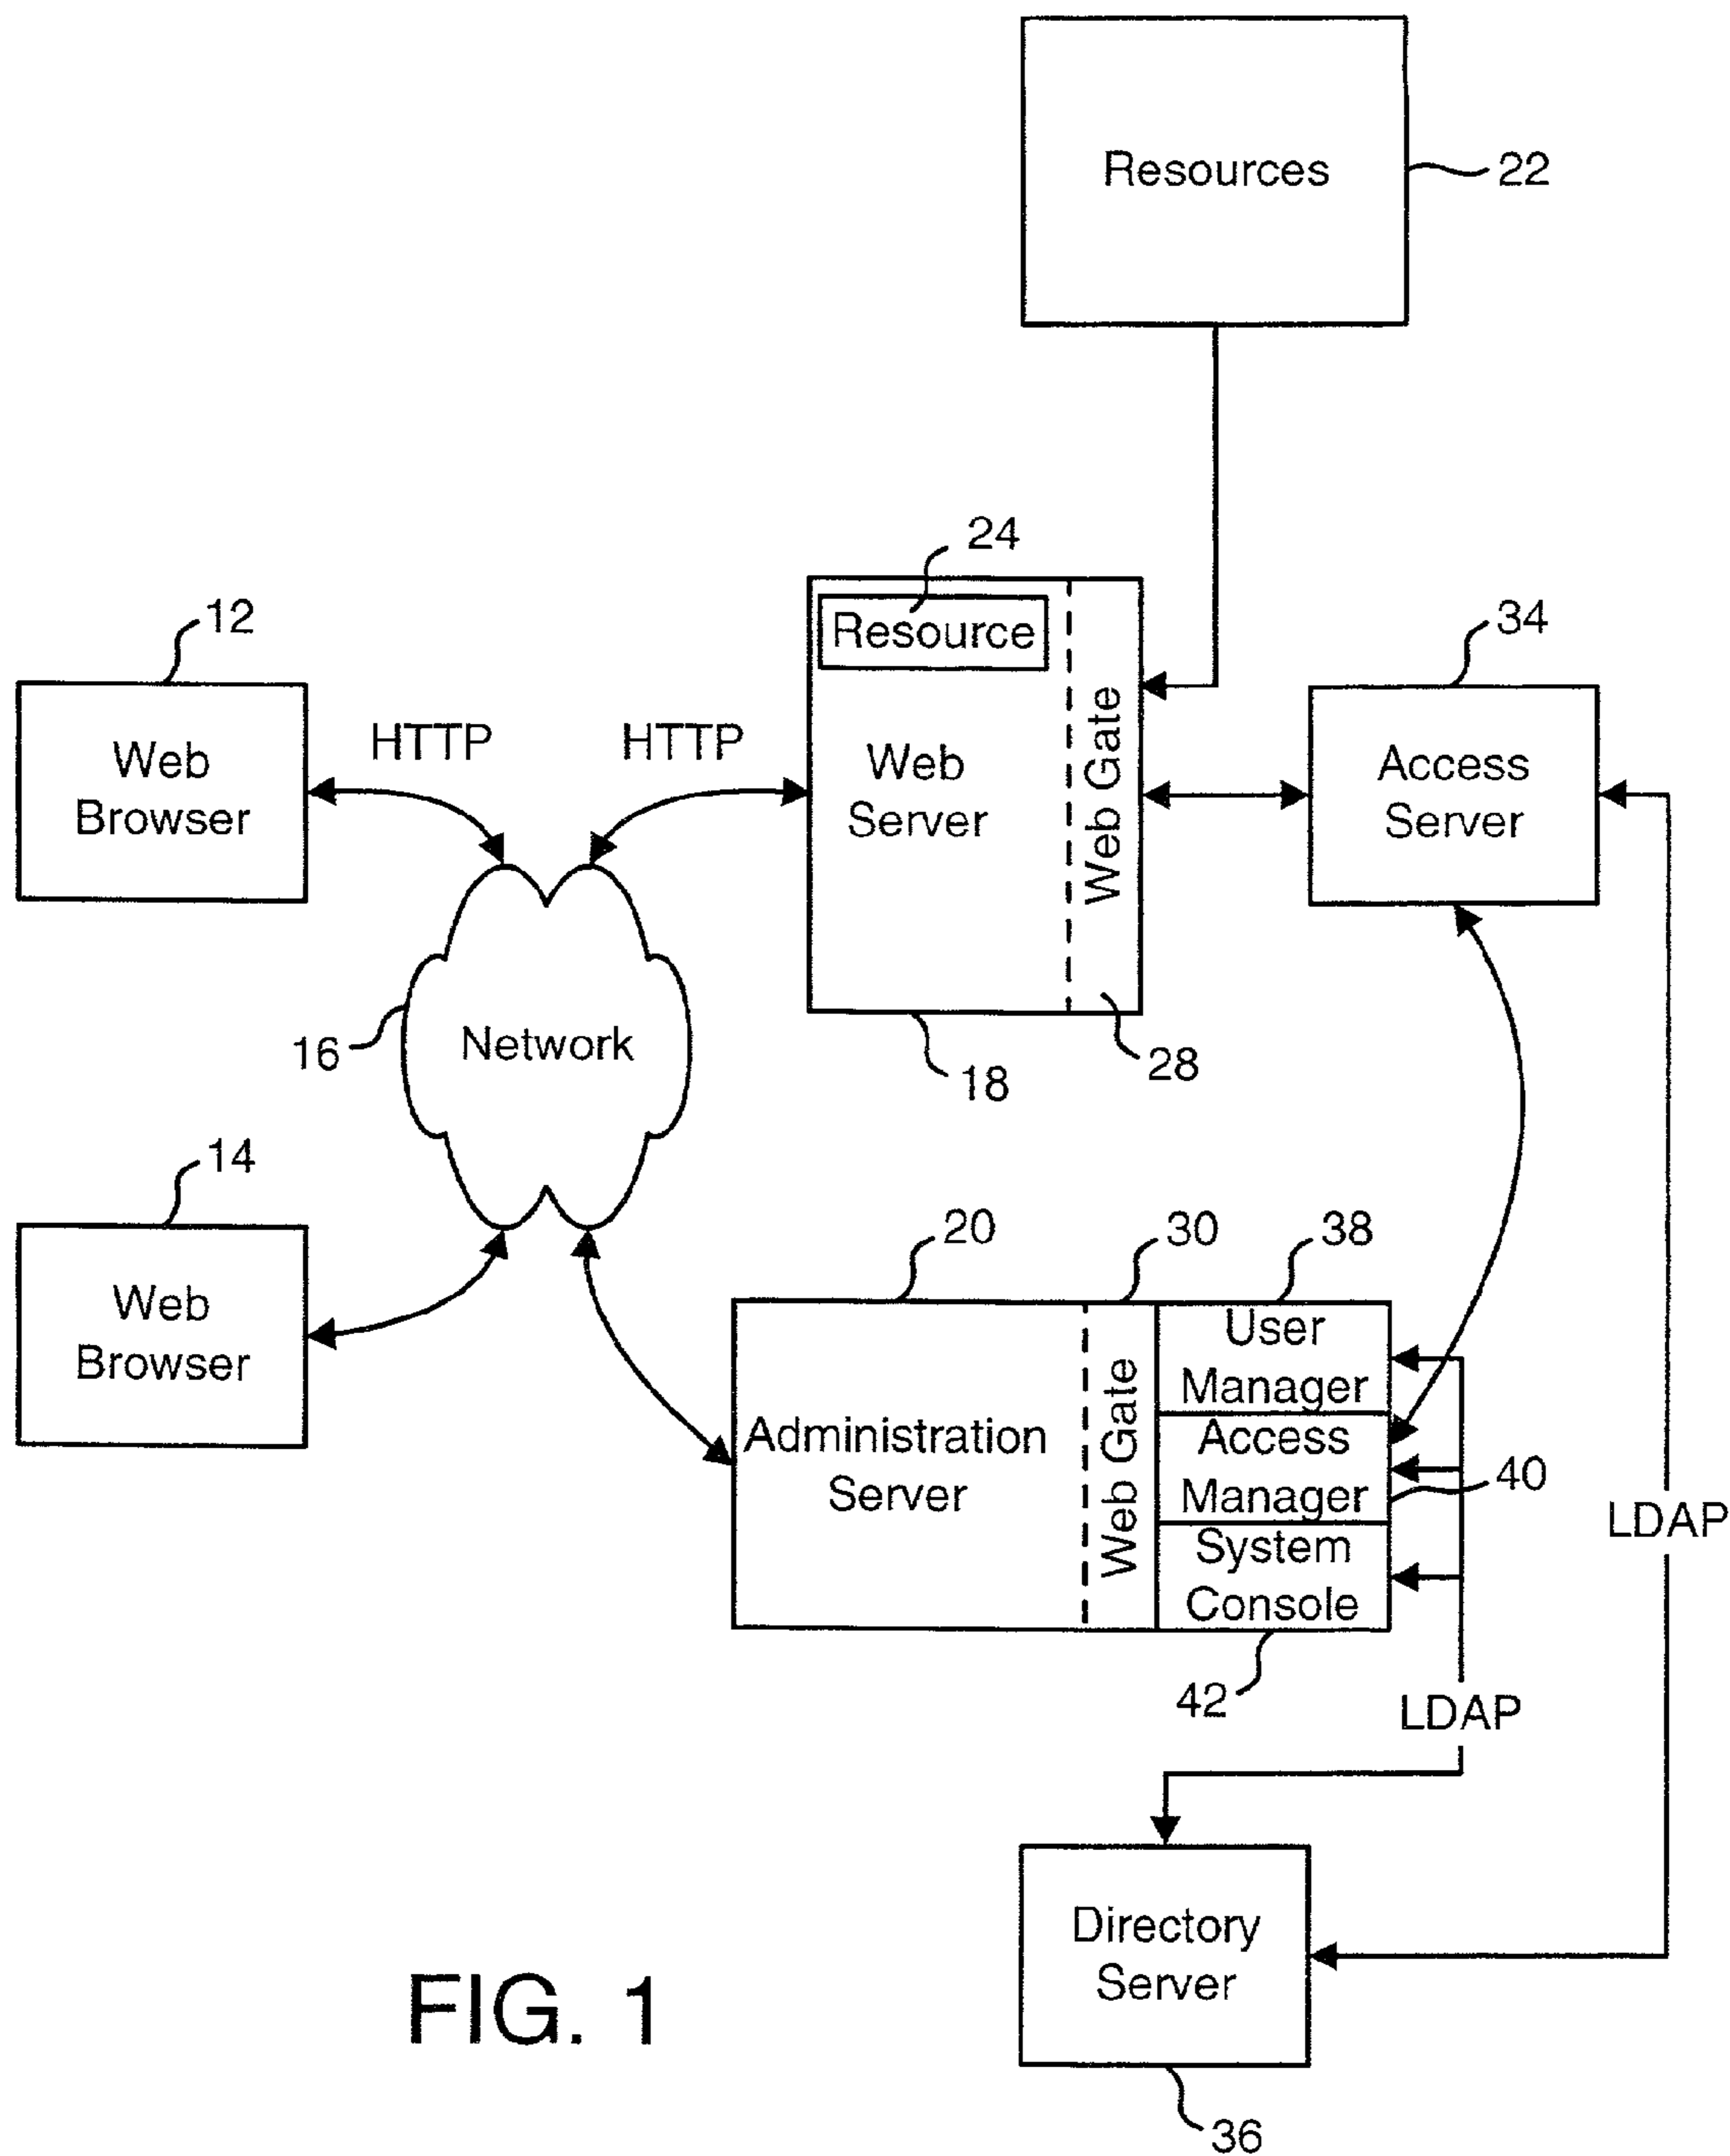 Resources
22
24
Resource
12
34
Web
Browser
HTTP
HTTP
Web
Server
Web Gate
Access
Server
16
Network
18
28
14
Web
Browser
20
30
38
Administration
Server
Web Gate
User
Manager
Access
Manager
40
System
Console
42
LDAP
LDAP
Directory
Server
36
FIG. 1